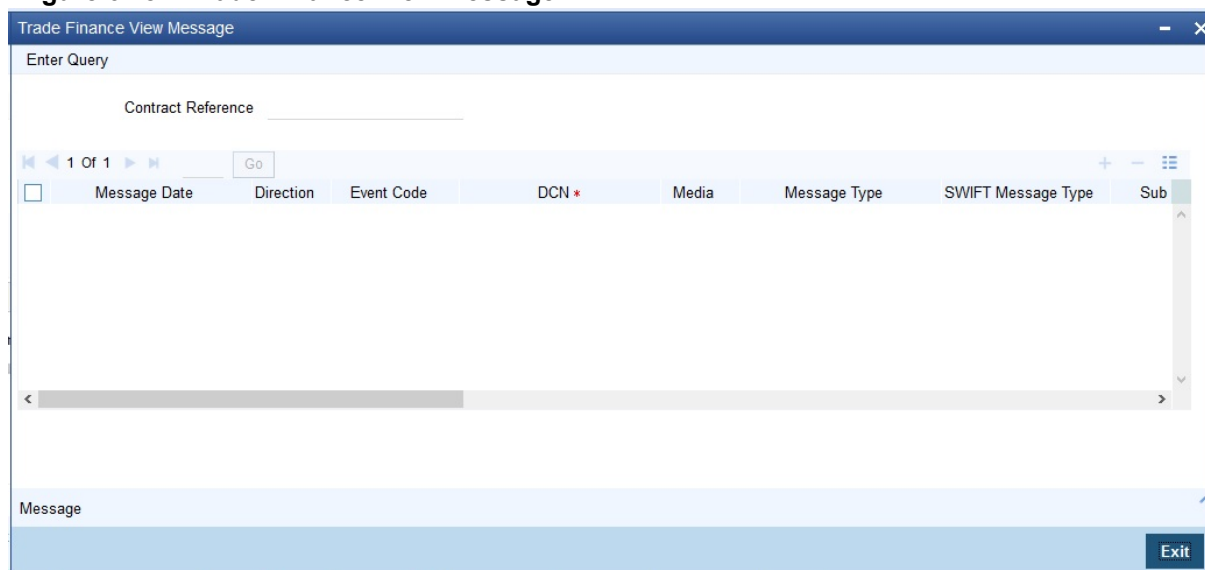 Trade Finance View Message
Enter Query
Contract Reference
1 Of 1 Go
Message Date Direction Event Code DCN * Media Message Type SWIFT Message Type Sub
Message
Exit